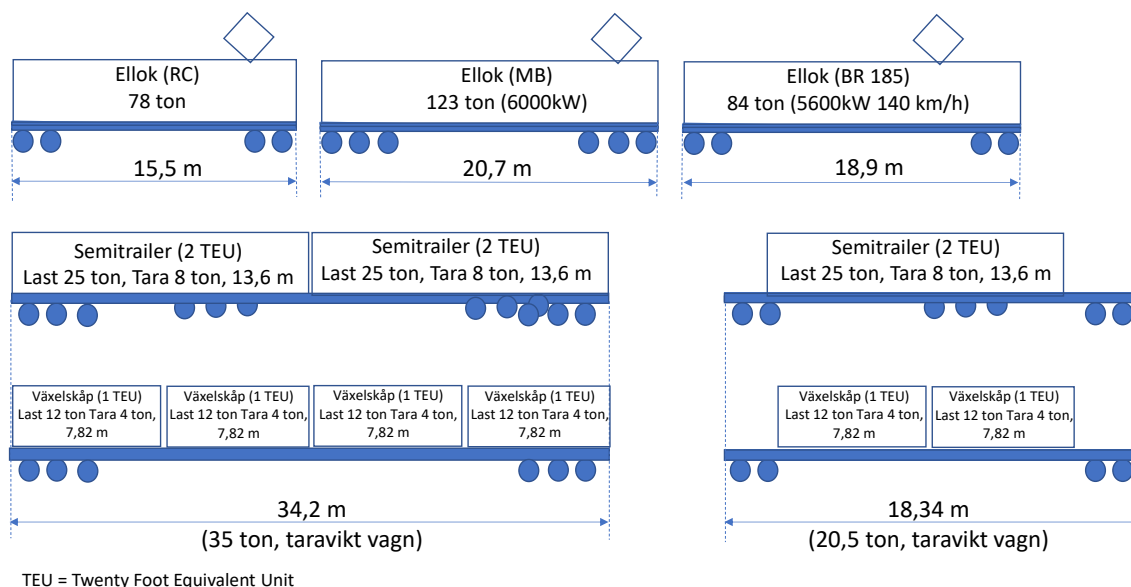 Ellok (RC)
78 ton
Ellok (MB)
123 ton (6000kW)
Ellok (BR 185)
84 ton (5600kW 140 km/h)
15,5 m
20,7 m
18,9 m
Semitrailer (2 TEU)
Last 25 ton, Tara 8 ton, 13,6 m
Semitrailer (2 TEU)
Last 25 ton, Tara 8 ton, 13,6 m
Semitrailer (2 TEU)
Last 25 ton, Tara 8 ton, 13,6 m
Växelskåp (1 TEU)
Last 12 ton Tara 4 ton,
7,82 m
Växelskåp (1 TEU)
Last 12 ton Tara 4 ton,
7,82 m
Växelskåp (1 TEU)
Last 12 ton Tara 4 ton,
7,82 m
Växelskåp (1 TEU)
Last 12 ton Tara 4 ton,
7,82 m
Växelskåp (1 TEU)
Last 12 ton Tara 4 ton,
7,82 m
Växelskåp (1 TEU)
Last 12 ton Tara 4 ton,
7,82 m
34,2 m
(35 ton, taravikt vagn)
18,34 m
(20,5 ton, taravikt vagn)
TEU = Twenty Foot Equivalent Unit